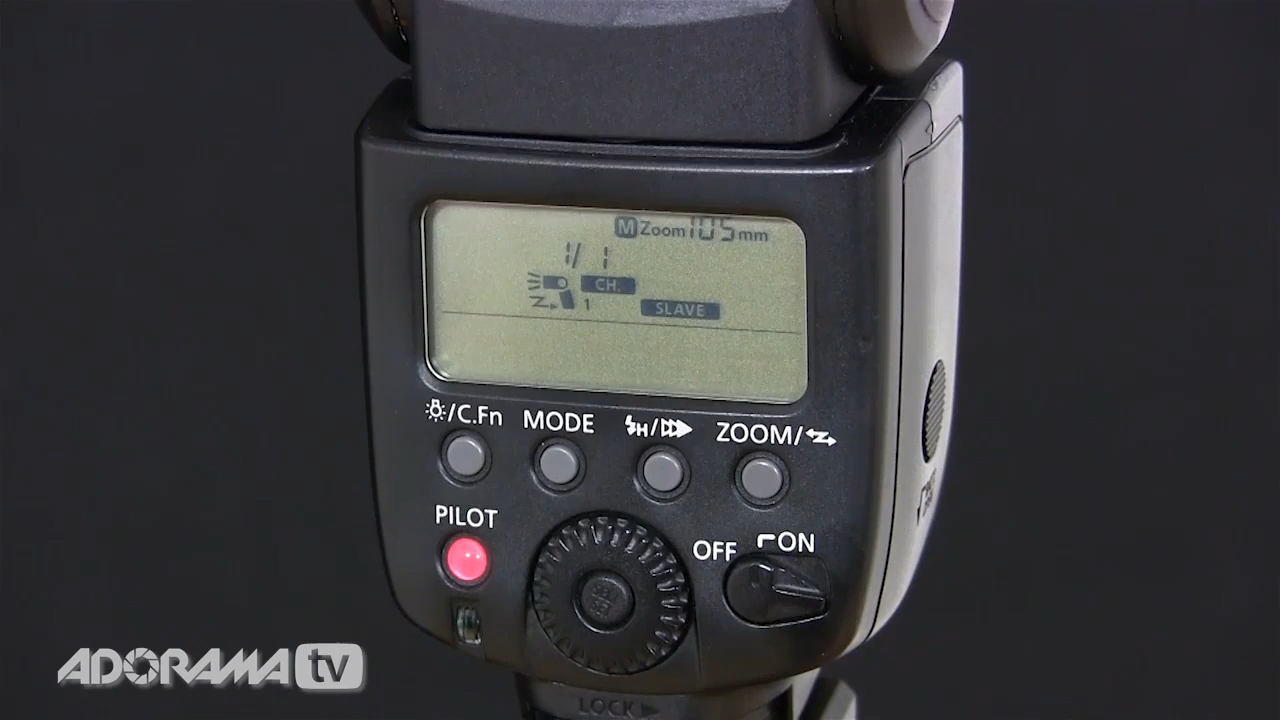 M Zoom 105 mm
1/ 1
CH.
1
SLAVE
/C.Fn MODE H/ ZOOM/
PILOT
OFF ON
ADORAMA tv
LOCK